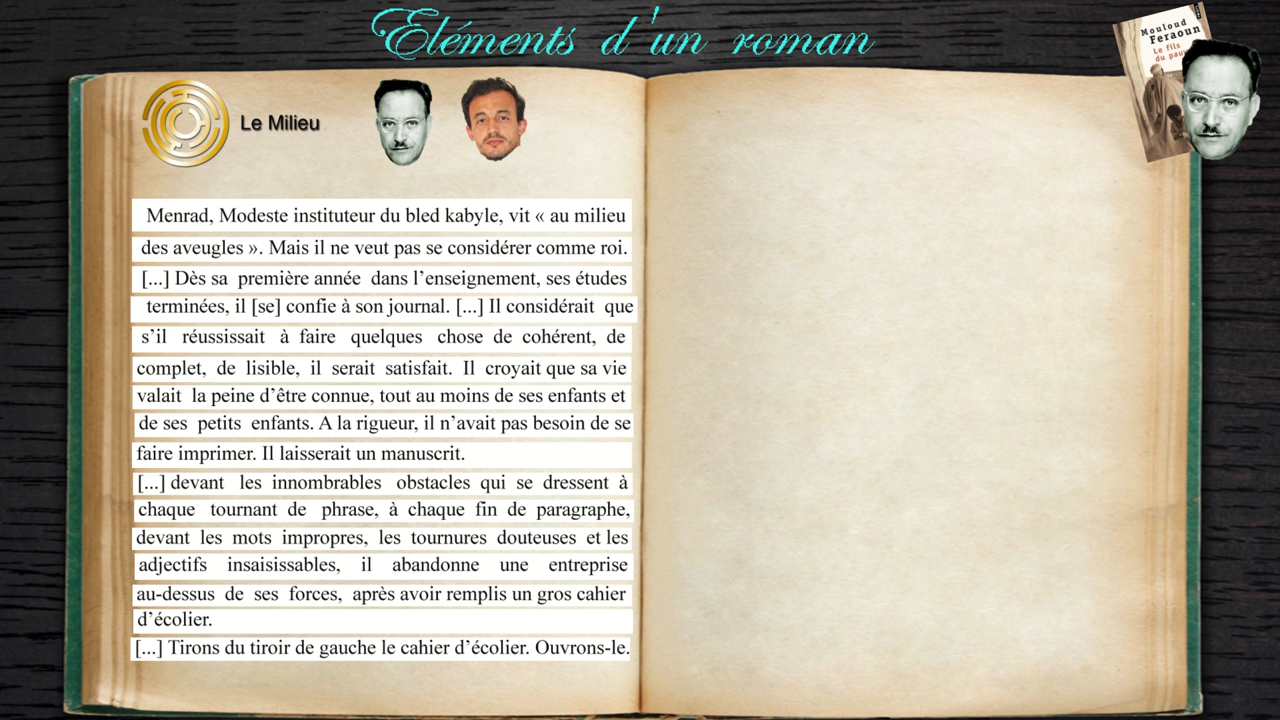 Eléments d'un roman
Mouloud
Feraoun
Le fils
Le Milieu
Menrad, Modeste instituteur du bled kabyle, vit « au milieu
des aveugles ». Mais il ne veut pas se considérer comme roi.
[...] Dès sa première année dans l'enseignement, ses études
terminées, il [se] confie à son journal. [...] Il considérait que
s'il réussissait à faire quelques chose de cohérent, de
complet, de lisible, il serait satisfait. Il croyait que sa vie
valait la peine d'être connue, tout au moins de ses enfants et
de ses petits enfants. A la rigueur, il n'avait pas besoin de se
faire imprimer. Il laisserait un manuscrit.
[...] devant les innombrables obstacles qui se dressent à
chaque tournant de phrase, à chaque fin de paragraphe,
devant les mots impropres, les tournures douteuses et les
adjectifs insaisissables, il abandonne une entreprise
au-dessus de ses forces, après avoir remplis un gros cahier
d'écolier.
[...] Tirons du tiroir de gauche le cahier d'écolier. Ouvrons-le.